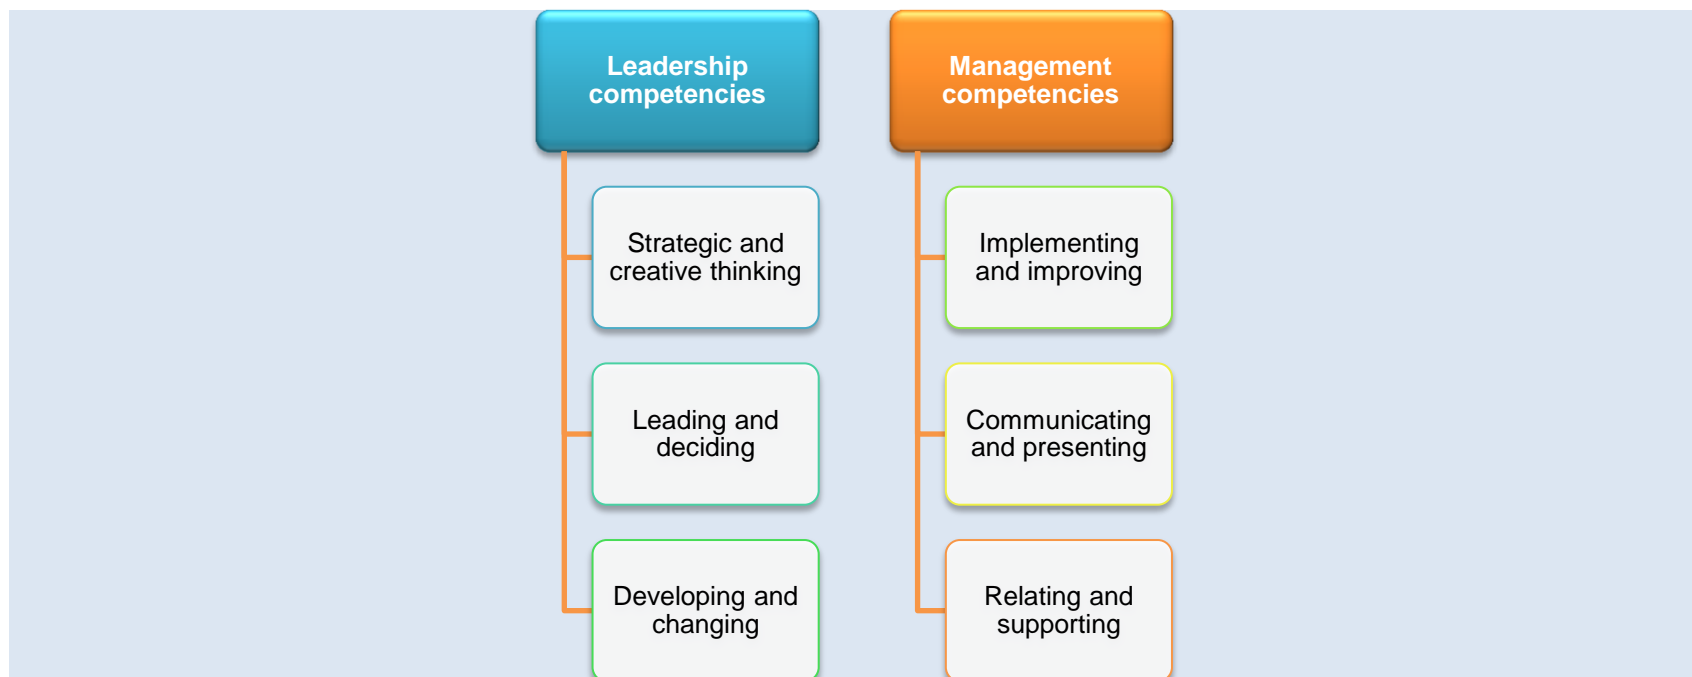 Leadership
competencies
Strategic and
creative thinking
Leading and
deciding
Developing and
changing
Management
competencies
Implementing
and improving
Communicating
and presenting
Relating and
supporting